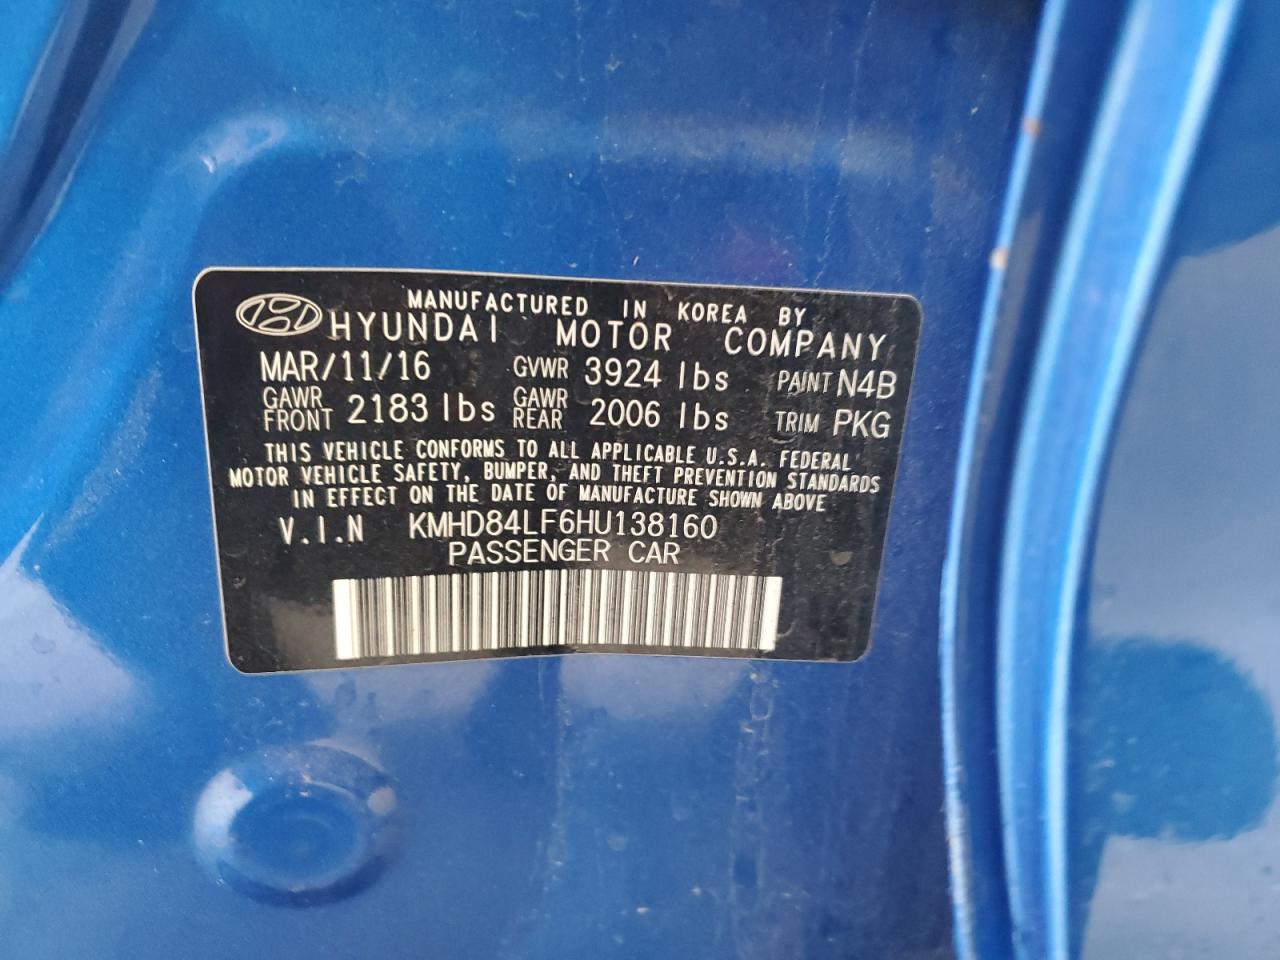 MANUFACTURED IN KOREA BY
HYUNDAI MOTOR COMPANY
MAR/11/16 GVWR 3924 lbs PAINT N4B
GAWR FRONT 2183 lbs GAWR REAR 2006 lbs TRIM PKG
THIS VEHICLE CONFORMS TO ALL APPLICABLE U.S.A. FEDERAL
MOTOR VEHICLE SAFETY, BUMPER, AND THEFT PREVENTION STANDARDS
IN EFFECT ON THE DATE OF MANUFACTURE SHOWN ABOVE
V.I.N KMHD84LF6HU138160
PASSENGER CAR